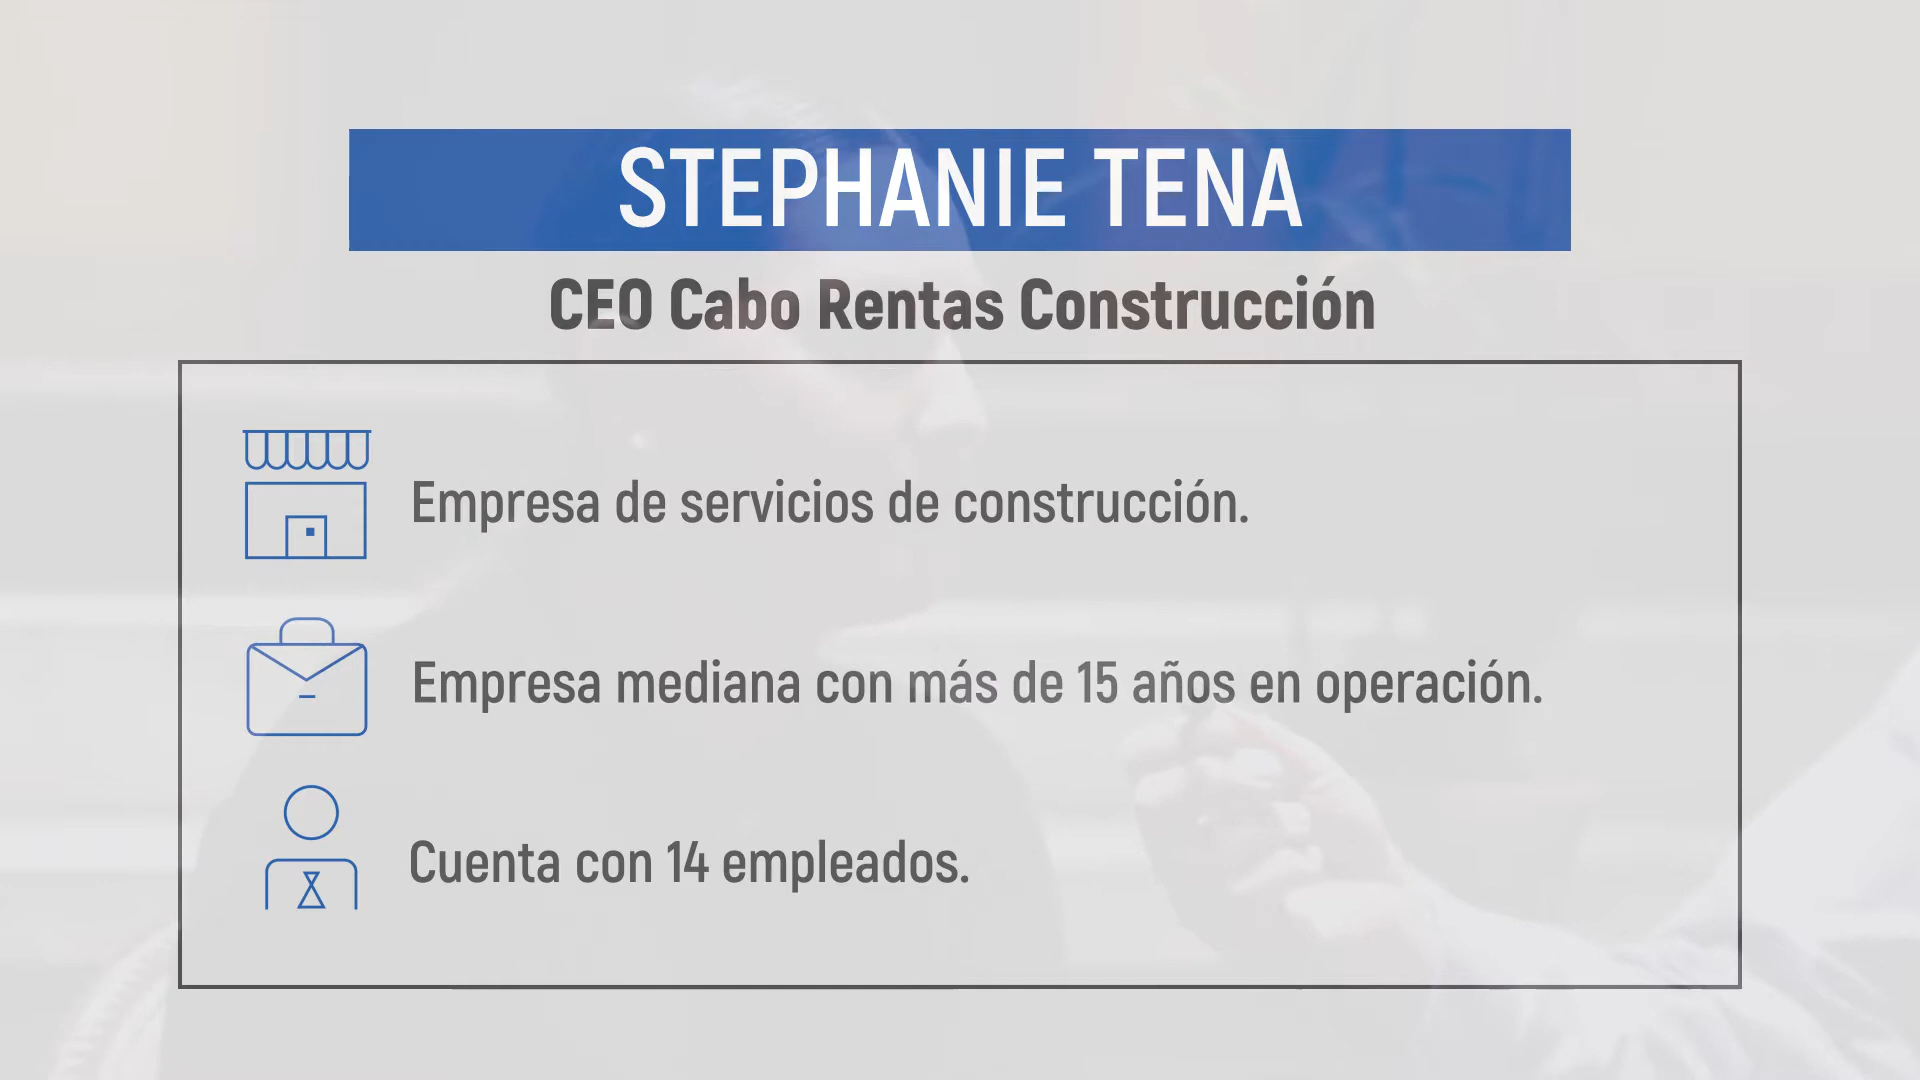 STEPHANIE TENA
CEO Cabo Rentas Construcción
Empresa de servicios de construcción.
Empresa mediana con más de 15 años en operación.
Cuenta con 14 empleados.